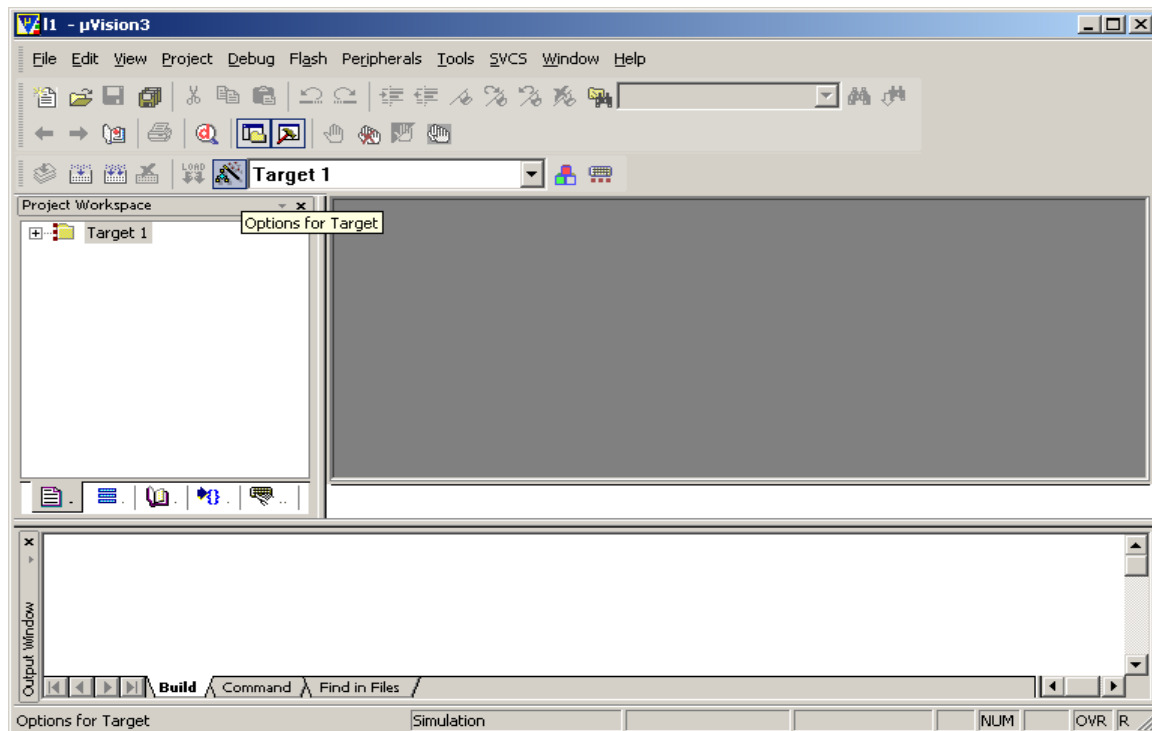 l1 - µVision3
File Edit View Project Debug Flash Peripherals Tools SVCS Window Help
LOAD
Target 1
Project Workspace
Options for Target
Target 1
Output Window
Build Command Find in Files
Options for Target Simulation NUM OVR R